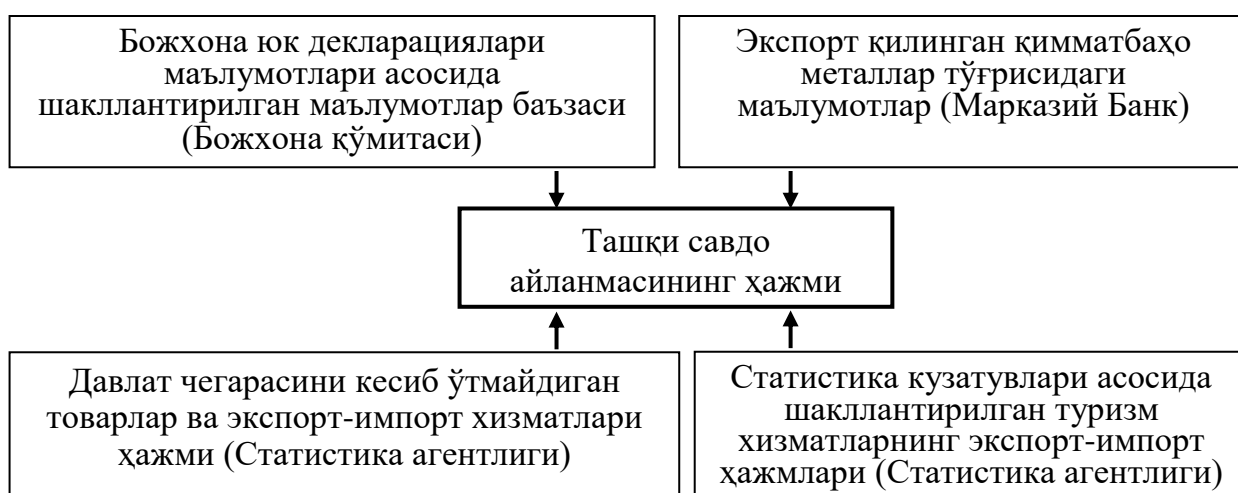 Божхона юк декларациялари
маълумотлари асосида
шакллантирилган маълумотлар баъзаси
(Божхона қўмитаси)
Экспорт қилинган қимматбаҳо
металлар тўғрисидаги
маълумотлар (Марказий Банк)
Ташқи савдо
айланмасининг ҳажми
Давлат чегарасини кесиб ўтмайдиган
товарлар ва экспорт-импорт хизматлари
ҳажми (Статистика агентлиги)
Статистика кузатувлари асосида
шакллантирилган туризм
хизматларнинг экспорт-импорт
ҳажмлари (Статистика агентлиги)